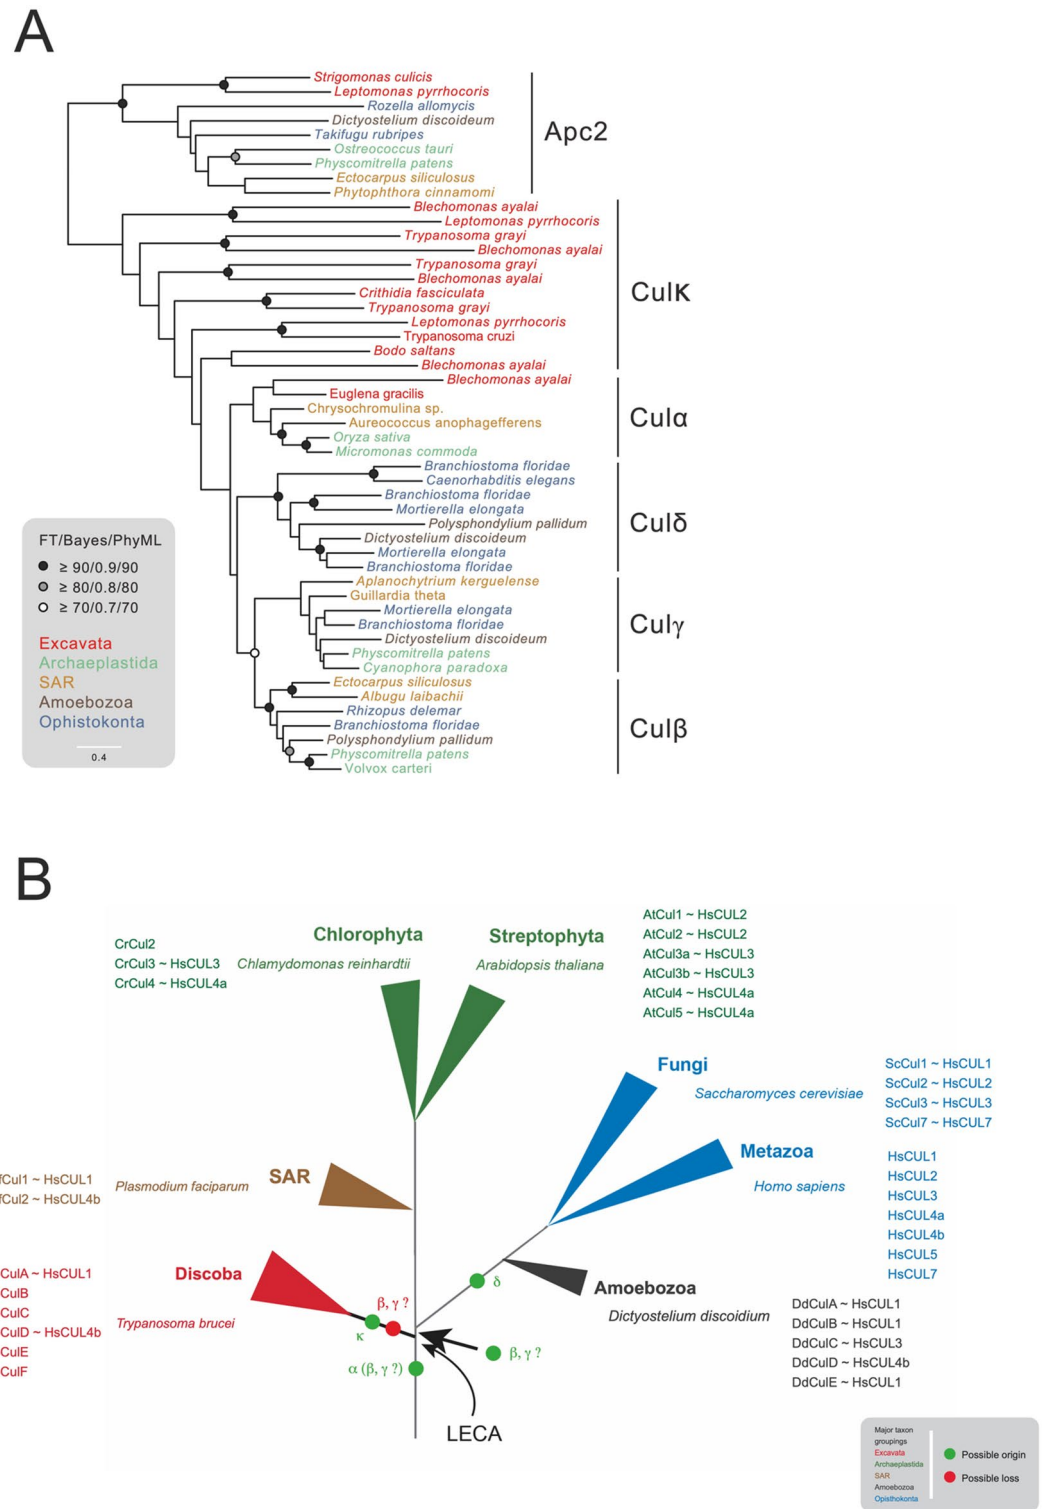 A
Strigomonas culicis
Leptomonas pyrrhocoris
Rozella allomycis
Dictyostelium discoideum
Takifugu rubripes
Ostreococcus tauri
Physcomitrella patens
Ectocarpus siliculosus
Phytophthora cinnamomi
Apc2
Blechomonas ayalai
Leptomonas pyrrhocoris
Trypanosoma grayi
Blechomonas ayalai
Trypanosoma grayi
Blechomonas ayalai
Crithidia fasciculata
Trypanosoma grayi
Leptomonas pyrrhocoris
Trypanosoma cruzi
Bodo saltans
Blechomonas ayalai
Culκ
Blechomonas ayalai
Euglena gracilis
Chrysochromulina sp.
Aureococcus anophagefferens
Oryza sativa
Micromonas commoda
Culα
Branchiostoma floridae
Caenorhabditis elegans
Branchiostoma floridae
Mortierella elongata
Polysphondylium pallidum
Dictyostelium discoideum
Mortierella elongata
Branchiostoma floridae
Culδ
Aplanochytrium kerguelense
Guillardia theta
Mortierella elongata
Branchiostoma floridae
Dictyostelium discoideum
Physcomitrella patens
Cyanophora paradoxa
Culγ
Ectocarpus siliculosus
Albugu laibachii
Rhizopus delemar
Branchiostoma floridae
Polysphondylium pallidum
Physcomitrella patens
Volvox carteri
Culβ
FT/Bayes/PhyML
≥ 90/0.9/90
≥ 80/0.8/80
≥ 70/0.7/70
Excavata
Archaeplastida
SAR
Amoebozoa
Ophistokonta
0.4
B
CrCul2
CrCul3 ~ HsCUL3
CrCul4 ~ HsCUL4a
Chlorophyta
Chlamydomonas reinhardtii
Streptophyta
Arabidopsis thaliana
AtCul1 ~ HsCUL2
AtCul2 ~ HsCUL2
AtCul3a ~ HsCUL3
AtCul3b ~ HsCUL3
AtCul4 ~ HsCUL4a
AtCul5 ~ HsCUL4a
Fungi
Saccharomyces cerevisiae
ScCul1 ~ HsCUL1
ScCul2 ~ HsCUL2
ScCul3 ~ HsCUL3
ScCul7 ~ HsCUL7
Metazoa
Homo sapiens
HsCUL1
HsCUL2
HsCUL3
HsCUL4a
HsCUL4b
HsCUL5
HsCUL7
fCul1 ~ HsCUL1
fCul2 ~ HsCUL4b
Plasmodium faciparum
SAR
CulA ~ HsCUL1
CulB
CulC
CulD ~ HsCUL4b
CulE
CulF
Discoba
Trypanosoma brucei
β, γ ?
κ
α (β, γ ?)
δ
β, γ ?
LECA
Amoebozoa
Dictyostelium discoidium
DdCulA ~ HsCUL1
DdCulB ~ HsCUL1
DdCulC ~ HsCUL3
DdCulD ~ HsCUL4b
DdCulE ~ HsCUL1
Major taxon
groupings
Excavata
Archaeplastida
SAR
Amoebozoa
Opisthokonta
Possible origin
Possible loss